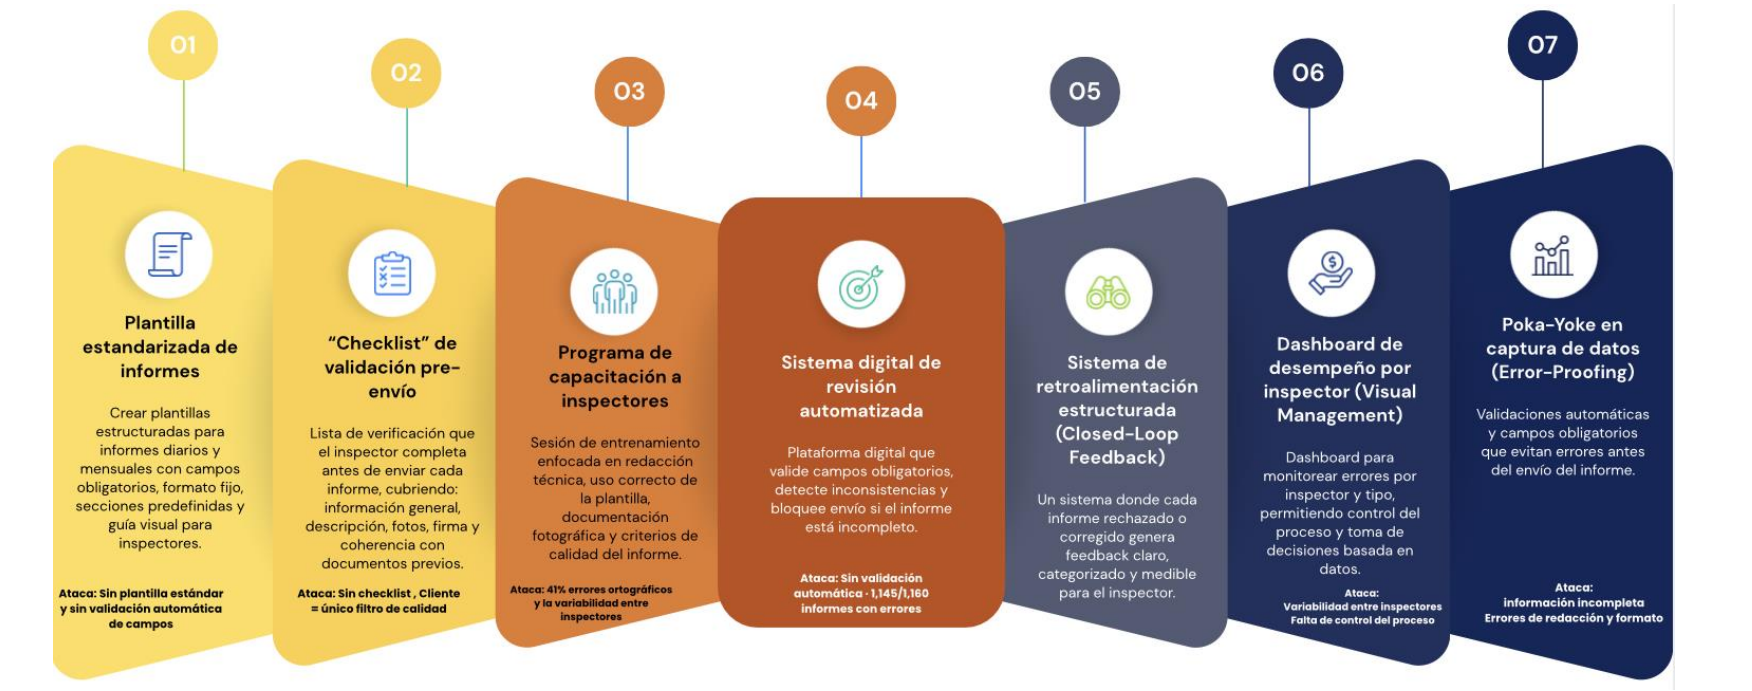 01
Plantilla
estandarizada de
informes
Crear plantillas
estructuradas para
informes diarios y
mensuales con campos
obligatorios, formato fijo,
secciones predefinidas y
guía visual para
inspectores.
Ataca: Sin plantilla estándar
y sin validación automática
de campos
02
“Checklist” de
validación pre-
envío
Lista de verificación que
el inspector completa
antes de enviar cada
informe, cubriendo:
información general,
descripción, fotos, firma y
coherencia con
documentos previos.
Ataca: Sin checklist , Cliente
= único filtro de calidad
03
Programa de
capacitación a
inspectores
Sesión de entrenamiento
enfocada en redacción
técnica, uso correcto de
la plantilla,
documentación
fotográfica y criterios de
calidad del informe.
Ataca: 41% errores ortográficos
y la variabilidad entre
inspectores
04
Sistema digital de
revisión
automatizada
Plataforma digital que
valide campos obligatorios,
detecte inconsistencias y
bloquee envío si el informe
está incompleto.
Ataca: Sin validación
automática · 1,145/1,160
informes con errores
05
Sistema de
retroalimentación
estructurada
(Closed-Loop
Feedback)
Un sistema donde cada
informe rechazado o
corregido genera
feedback claro,
categorizado y medible
para el inspector.
06
Dashboard de
desempeño por
inspector (Visual
Management)
Dashboard para
monitorear errores por
inspector y tipo,
permitiendo control del
proceso y toma de
decisiones basada en
datos.
Ataca:
Variabilidad entre inspectores
Falta de control del proceso
07
Poka-Yoke en
captura de datos
(Error-Proofing)
Validaciones automáticas
y campos obligatorios
que evitan errores antes
del envío del informe.
Ataca:
información incompleta
Errores de redacción y formato